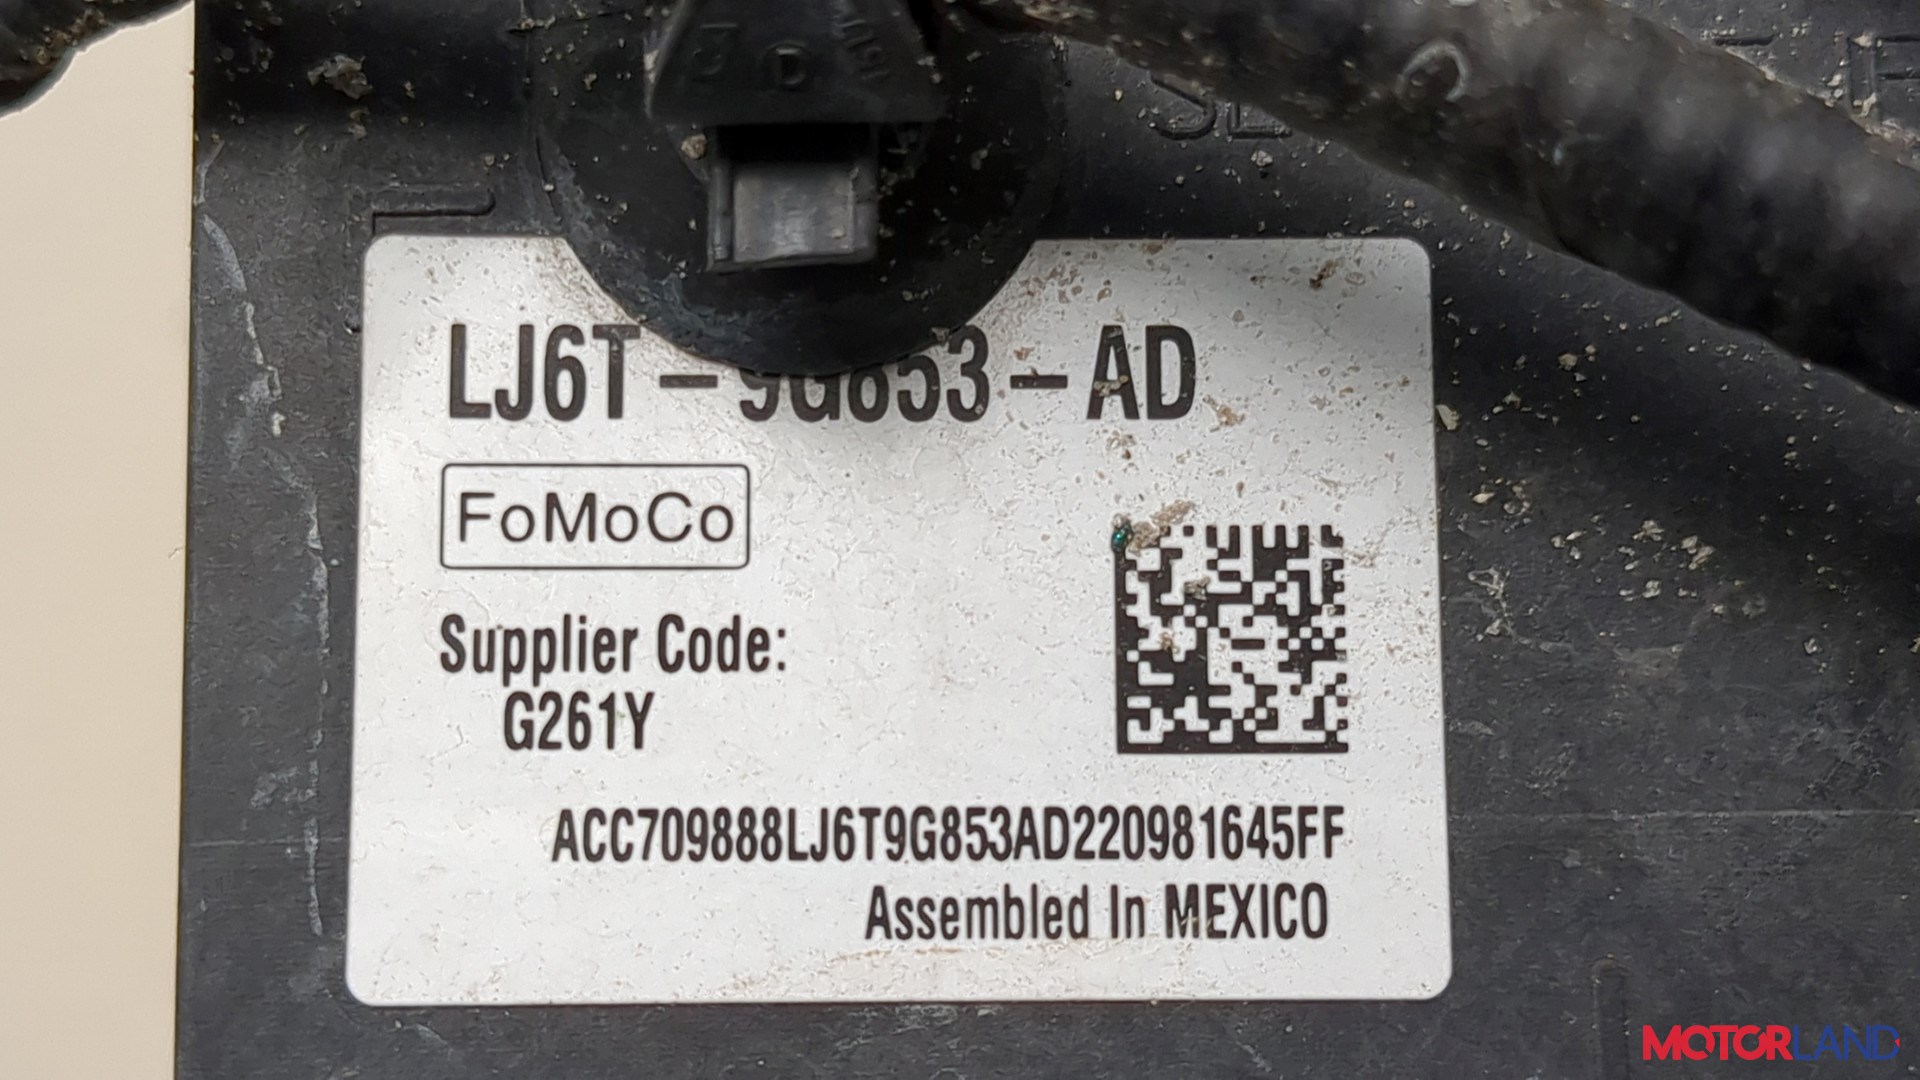 LJ6T-9G853-AD
FoMoCo
Supplier Code:
G261Y
ACC709888LJ6T9G853AD220981645FF
Assembled In MEXICO
MOTORLAND